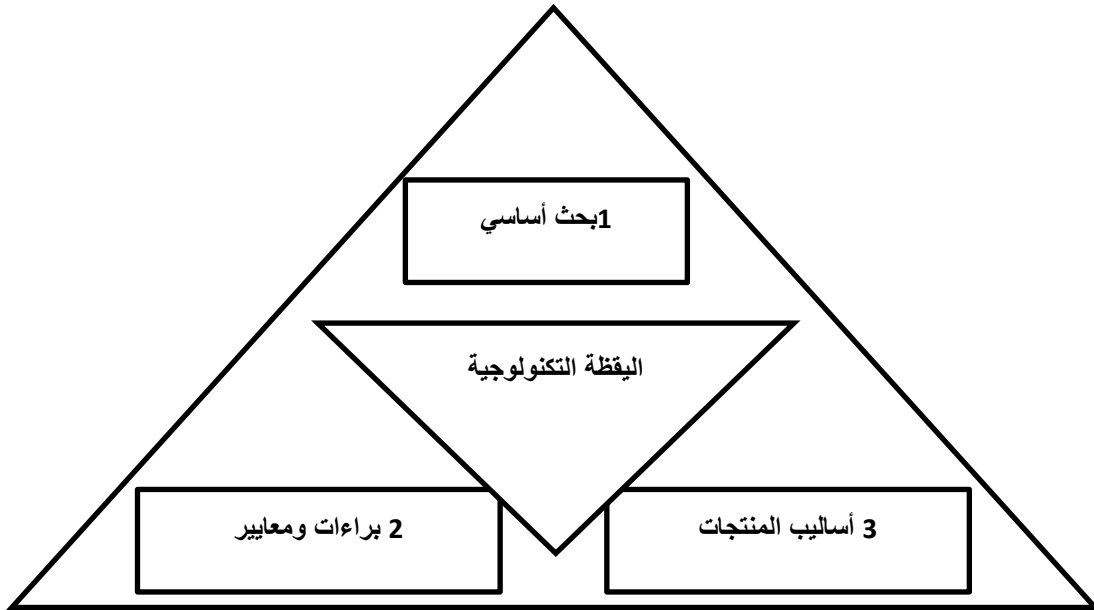 1بحث أساسي
اليقظة التكنولوجية
3 أساليب المنتجات
2 براءات ومعايير